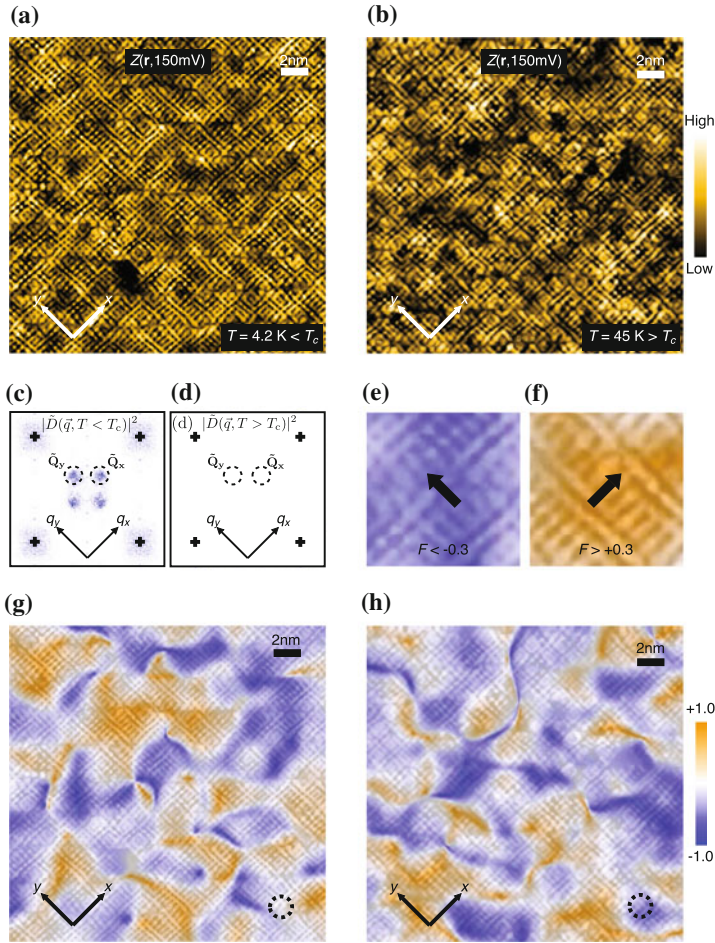 (a)
(b)
Z(r,150mV)
2nm
Z(r,150mV)
2nm
High
Low
y
x
T = 4.2 K < Tc
y
x
T = 45 K > Tc
(c)
(d)
(e)
(f)
|D̃(q⃗, T < Tc)|²
(d)
|D̃(q⃗, T > Tc)|²
Q̃y
Q̃x
Q̃y
Q̃x
qy
qx
qy
qx
F < -0.3
F > +0.3
(g)
(h)
2nm
2nm
+1.0
-1.0
y
x
y
x